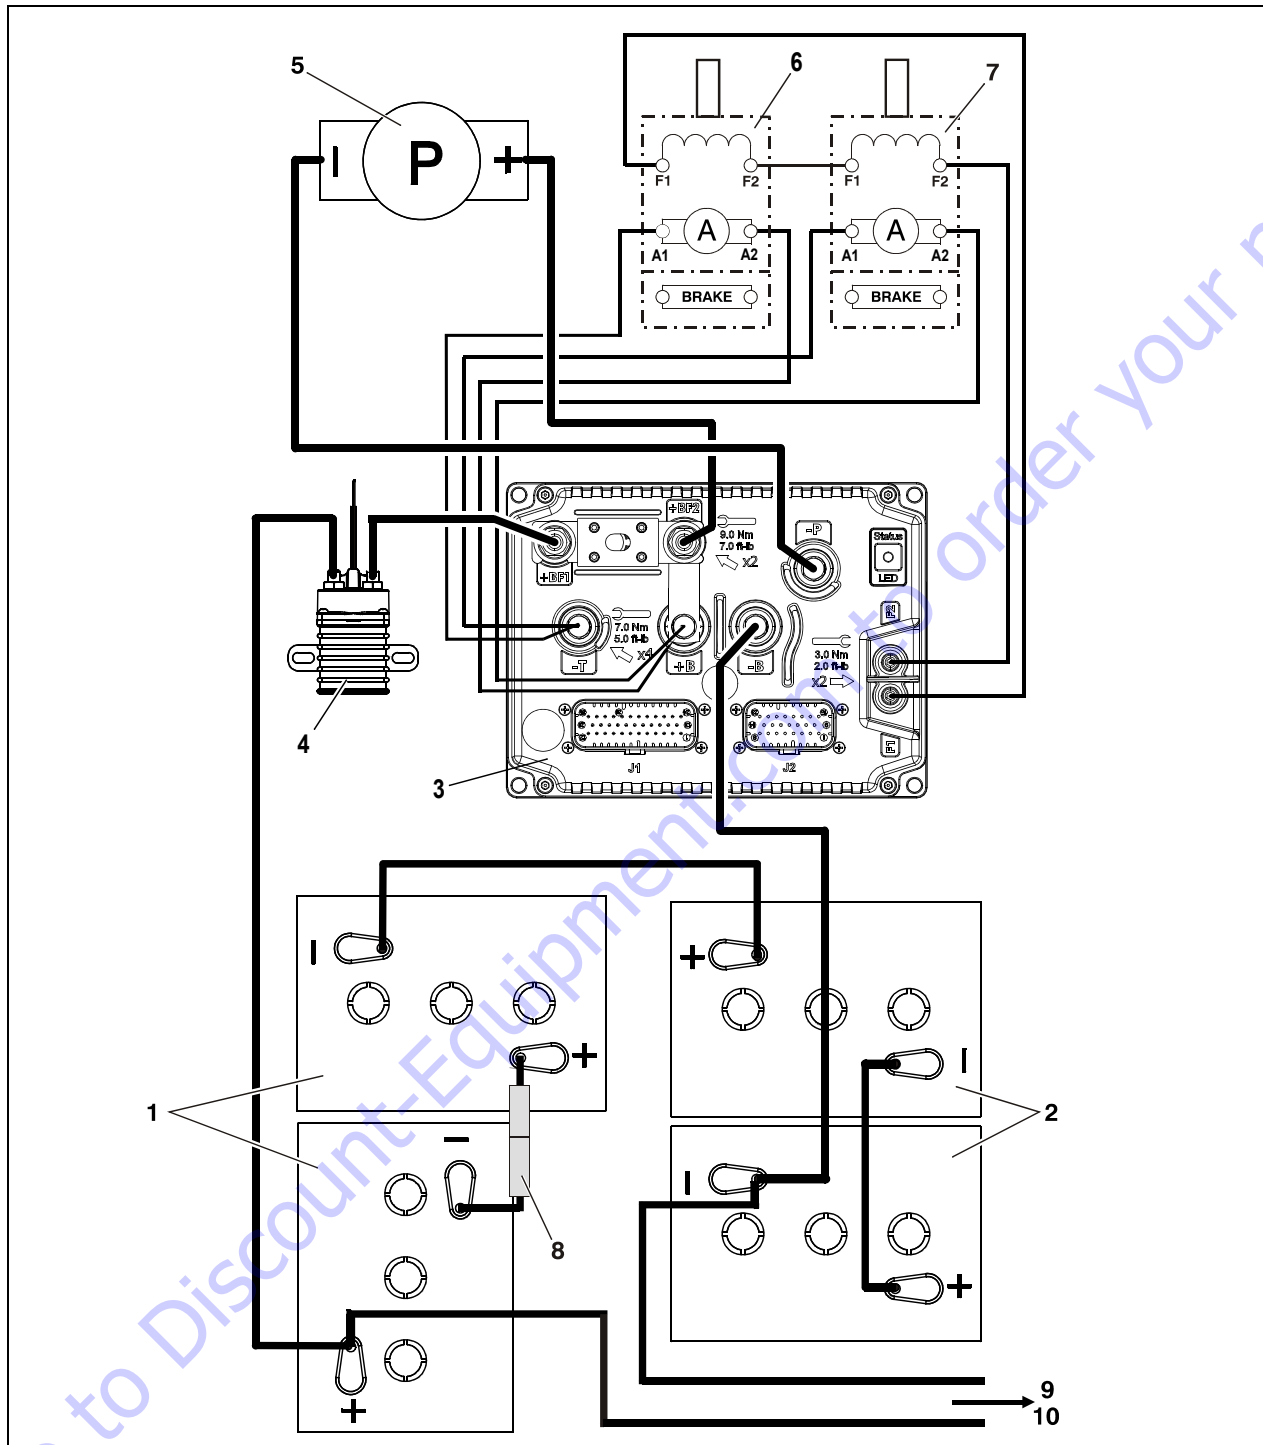 5
6
7
P
+
F1
F2
F1
F2
A
A
A1
A2
A1
A2
BRAKE
BRAKE
+BF2
9.0 Nm
7.0 ft-lb
x2
-P
Status
LED
+BF1
F2
7.0 Nm
5.0 ft-lb
x4
3.0 Nm
2.0 ft-lb
x2
-T
+B
-B
4
F1
J1
J2
3
+
+
1
2
8
+
+
9
10
to Discount-Equipment.com to order your p